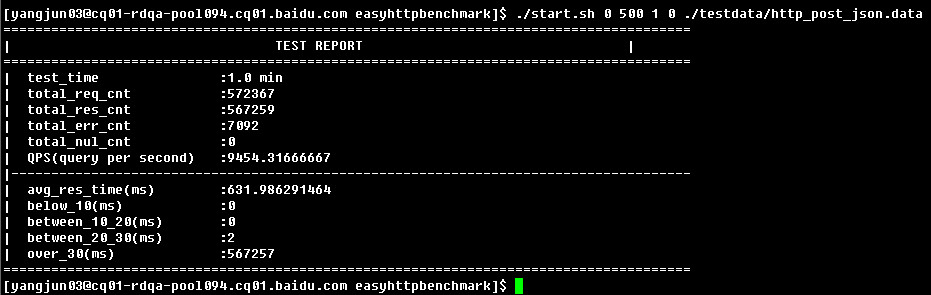 [yangjun03@cq01-rdqa-pool094.cq01.baidu.com easyhttpbenchmark]$ ./start.sh 0 500 1 0 ./testdata/http_post_json.data
======================================================================================
|                                 TEST REPORT                                 |
======================================================================================
|  test_time               :1.0 min
|  total_req_cnt           :572367
|  total_res_cnt           :567259
|  total_err_cnt           :7092
|  total_nul_cnt           :0
|  QPS(query per second)   :9454.31666667
|-------------------------------------------------------------------------------------
|  avg_res_time(ms)        :631.986291464
|  below_10(ms)            :0
|  between_10_20(ms)       :0
|  between_20_30(ms)       :2
|  over_30(ms)             :567257
======================================================================================
[yangjun03@cq01-rdqa-pool094.cq01.baidu.com easyhttpbenchmark]$